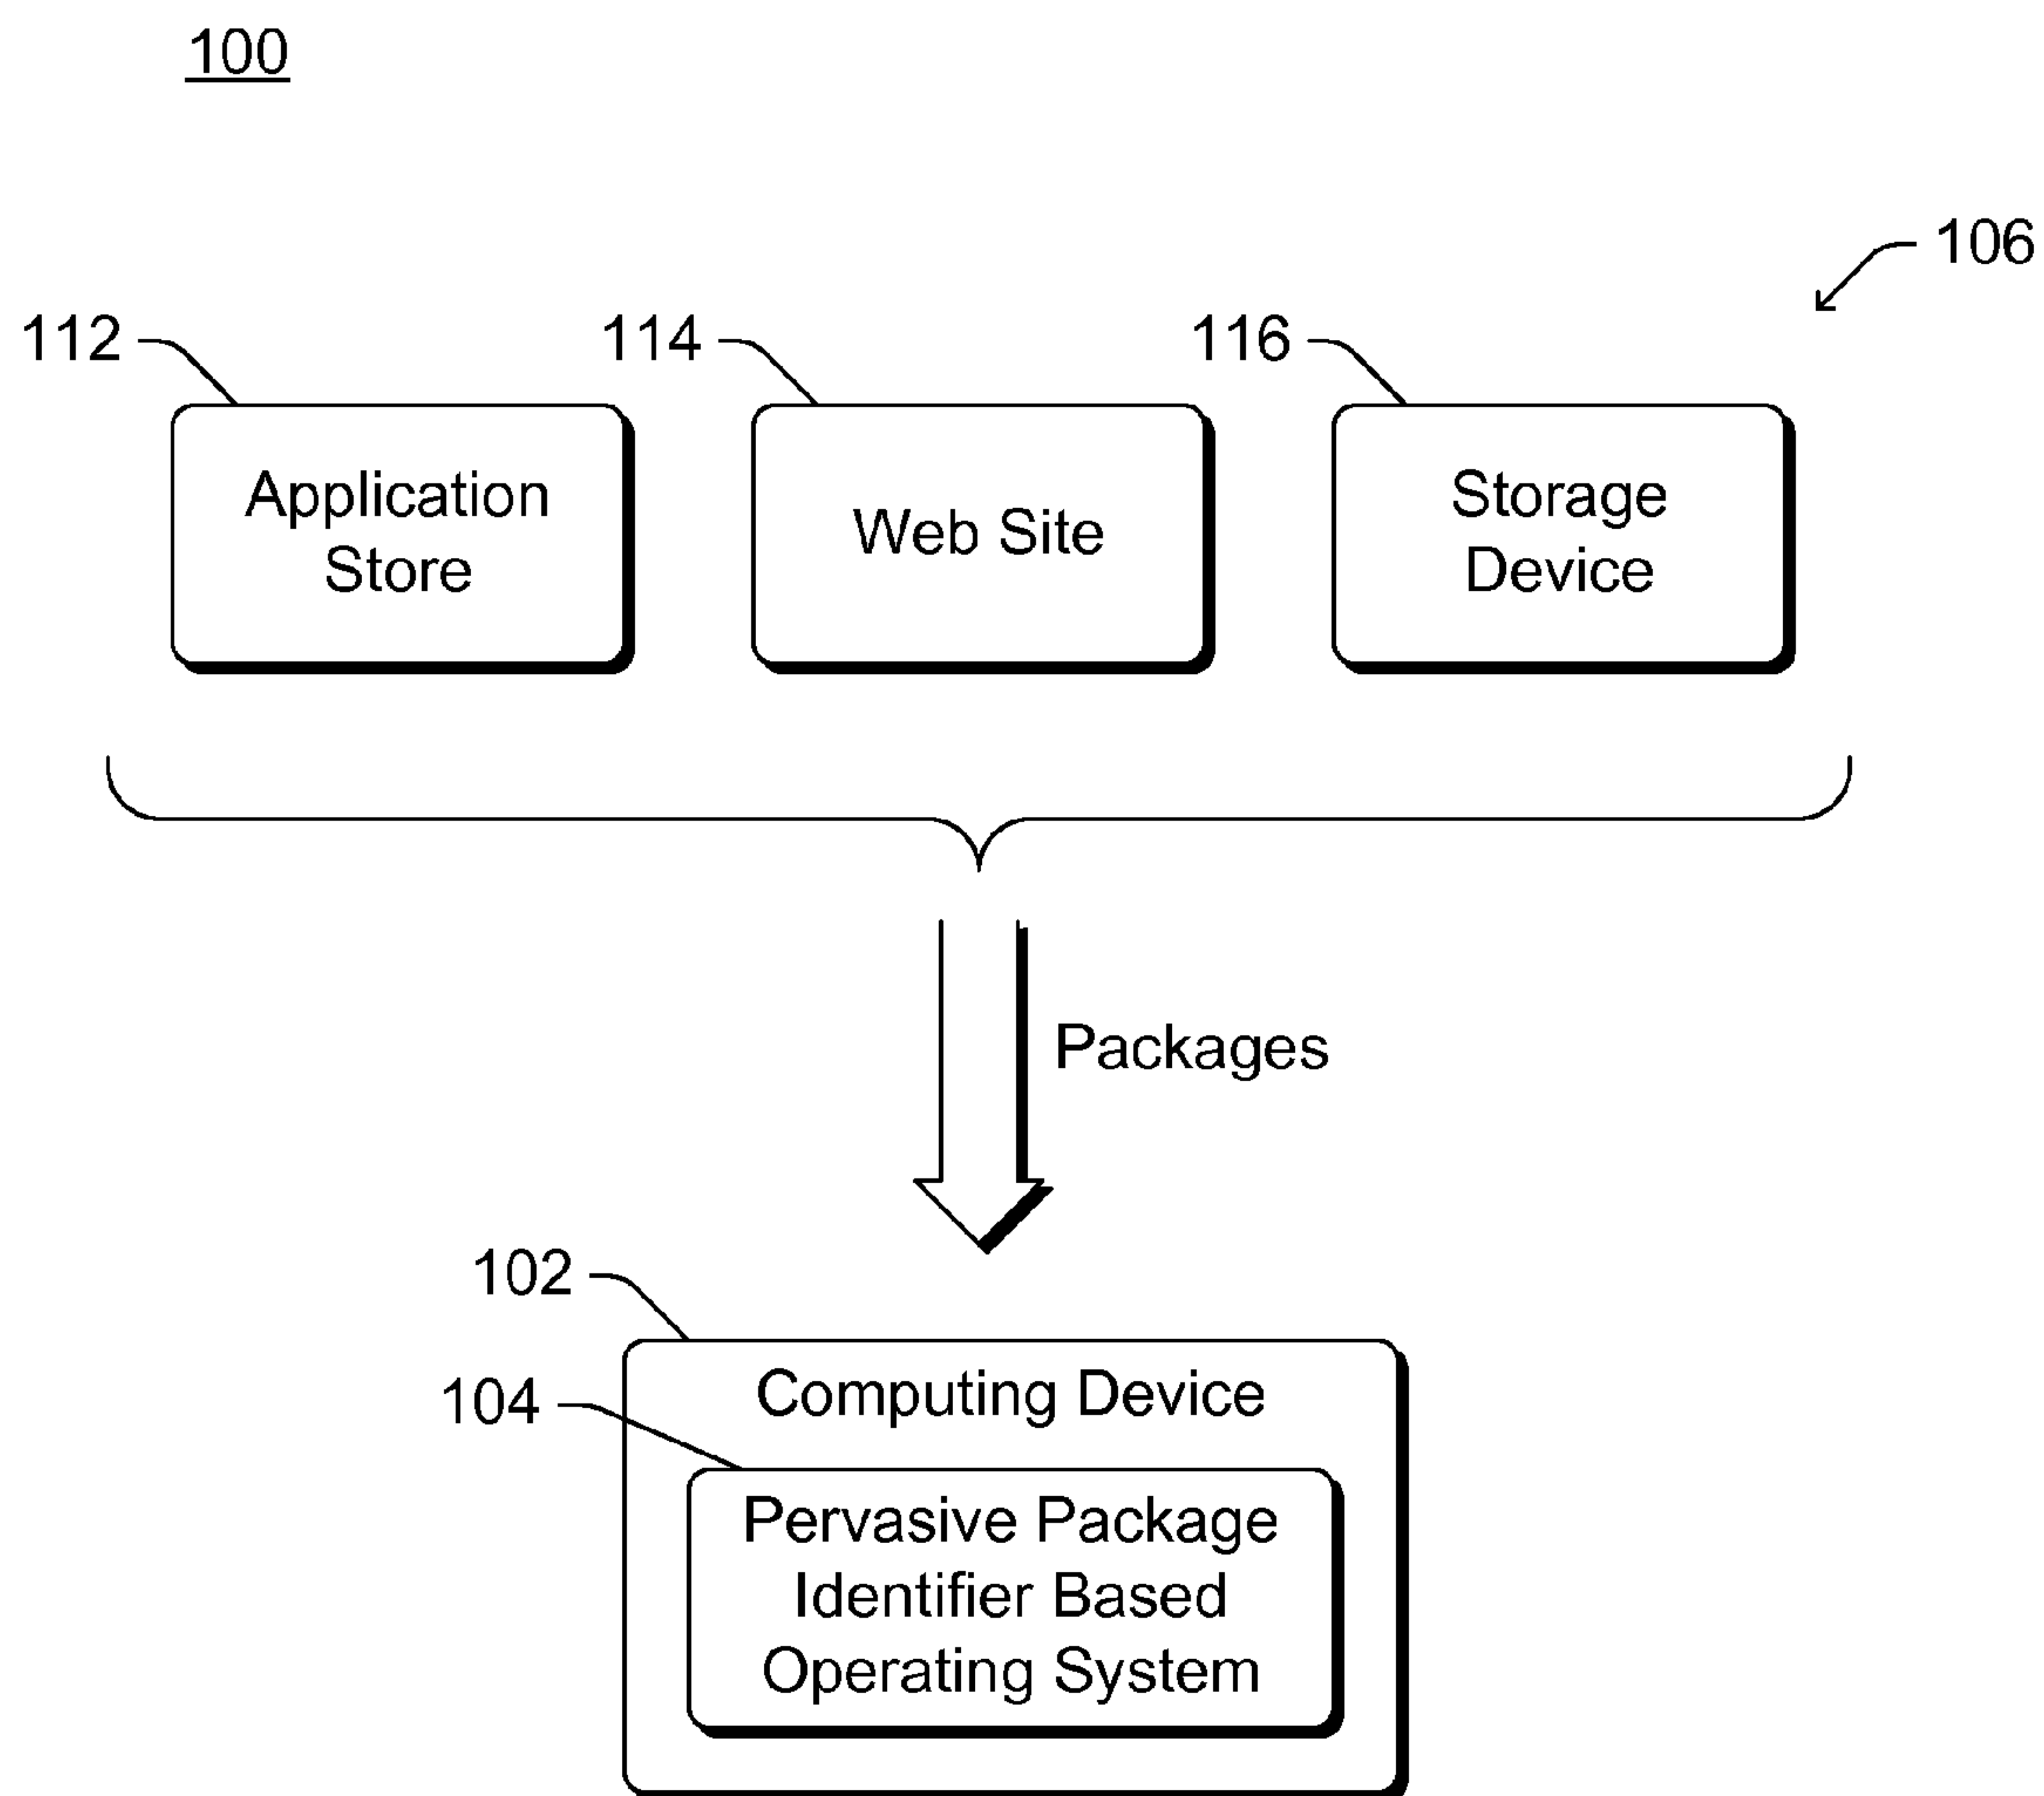 100
106
112
114
116
Application
Store
Web Site
Storage
Device
Packages
102
Computing Device
104
Pervasive Package
Identifier Based
Operating System